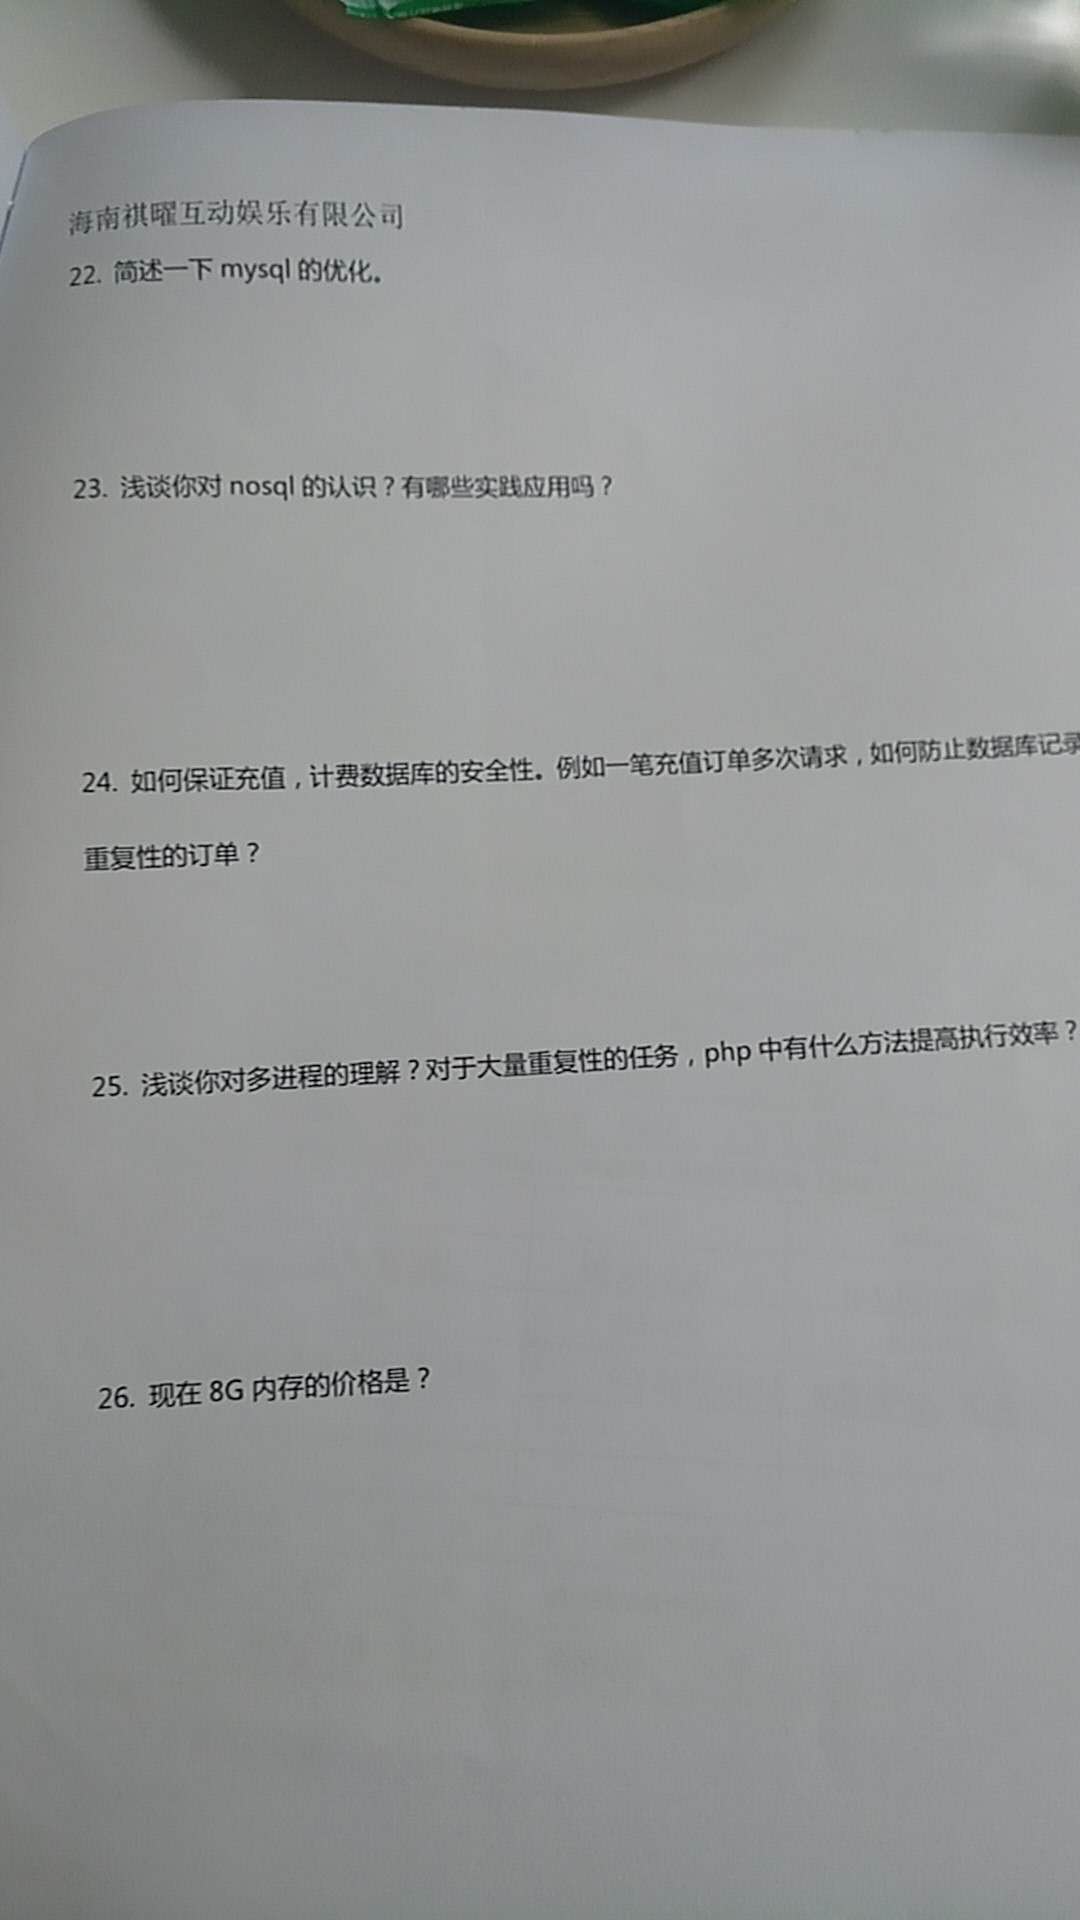 海南祺曜互动娱乐有限公司
22. 简述一下 mysql 的优化。
23. 浅谈你对 nosql 的认识？有哪些实践应用吗？
24. 如何保证充值，计费数据库的安全性。例如一笔充值订单多次请求，如何防止数据库记录
重复性的订单？
25. 浅谈你对多进程的理解？对于大量重复性的任务，php 中有什么方法提高执行效率？
26. 现在 8G 内存的价格是？